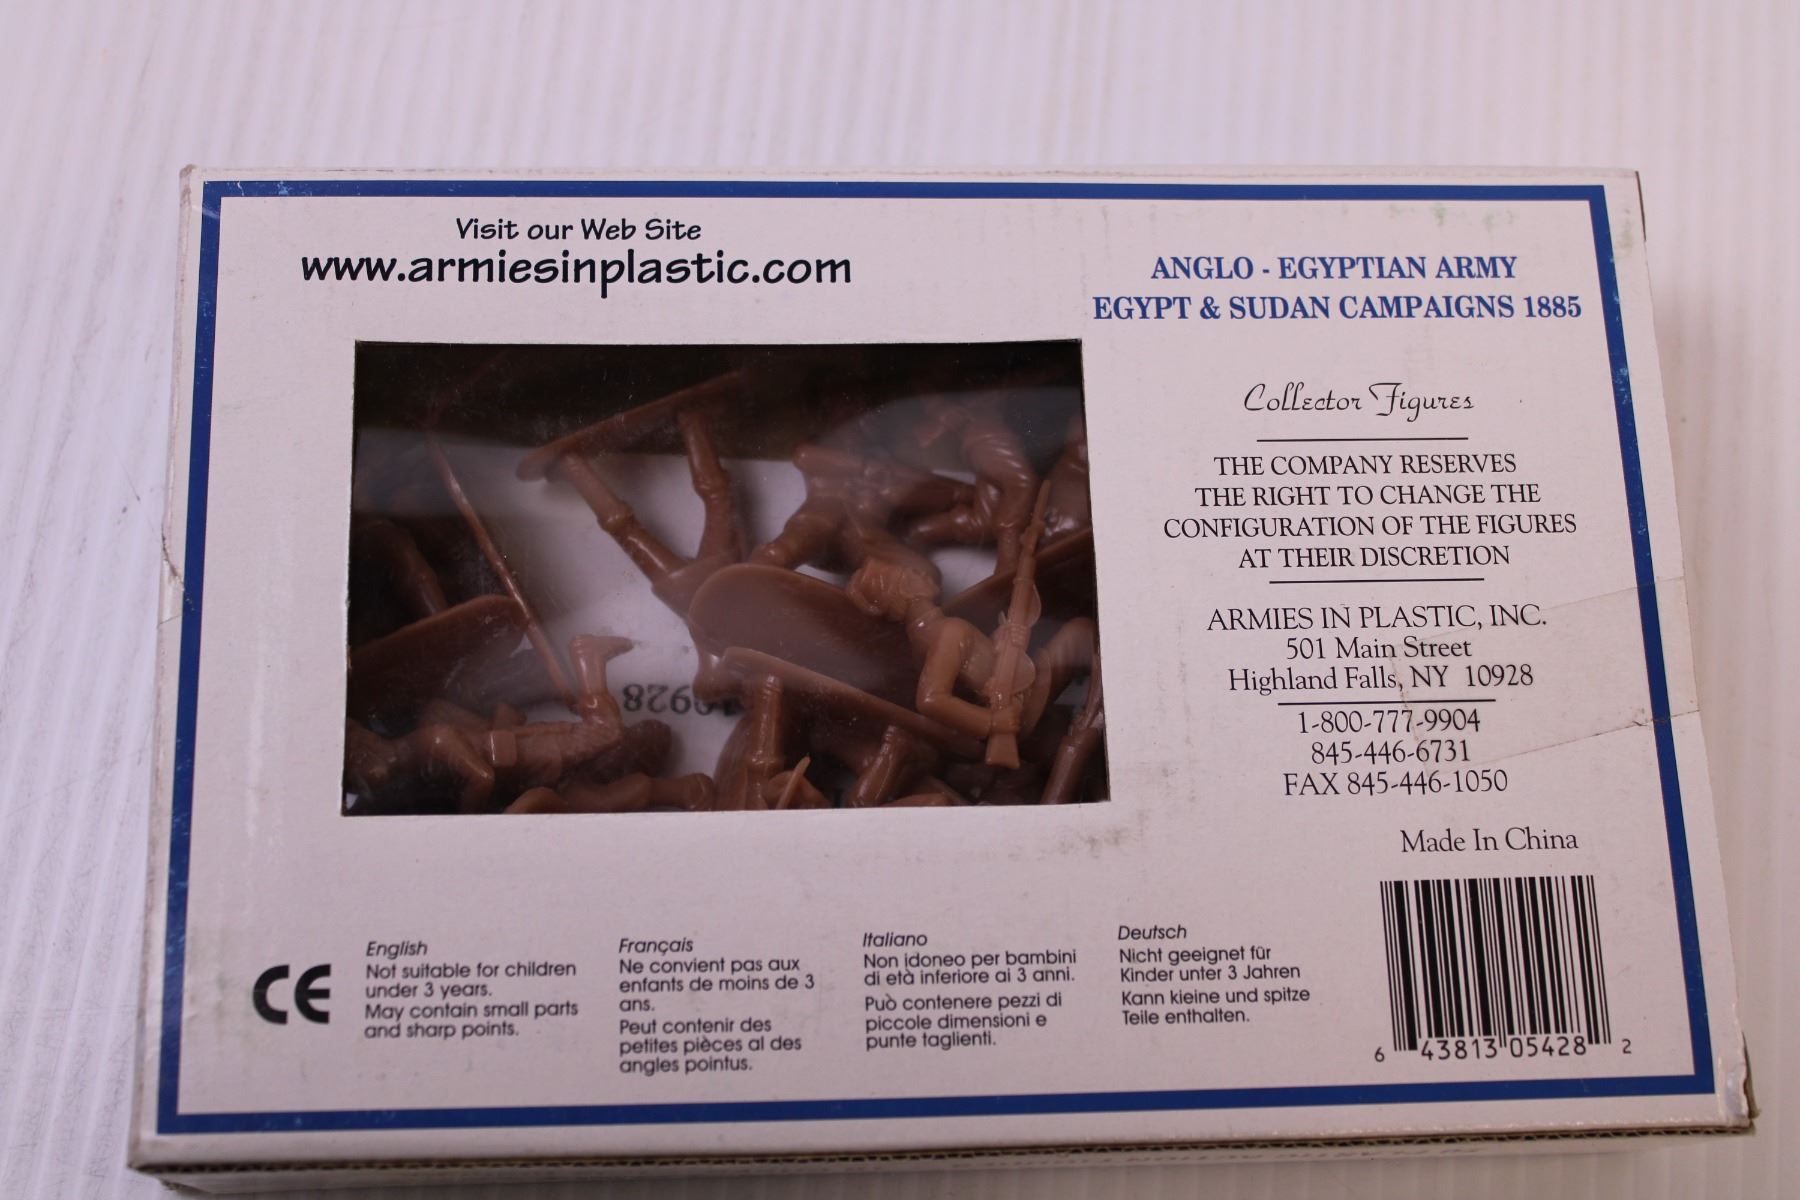 Visit our Web Site
www.armiesinplastic.com
ANGLO - EGYPTIAN ARMY
EGYPT & SUDAN CAMPAIGNS 1885
Collector Figures
THE COMPANY RESERVES
THE RIGHT TO CHANGE THE
CONFIGURATION OF THE FIGURES
AT THEIR DISCRETION
ARMIES IN PLASTIC, INC.
501 Main Street
Highland Falls, NY 10928
1-800-777-9904
845-446-6731
FAX 845-446-1050
Made In China
10928
CE
English
Not suitable for children
under 3 years.
May contain small parts
and sharp points.
Français
Ne convient pas aux
enfants de moins de 3
ans.
Peut contenir des
petites pièces al des
angles pointus.
Italiano
Non idoneo per bambini
di età inferiore ai 3 anni.
Può contenere pezzi di
piccole dimensioni e
punte taglienti.
Deutsch
Nicht geeignet für
Kinder unter 3 Jahren
Kann kleine und spitze
Teile enthalten.
6 43813 05428 2